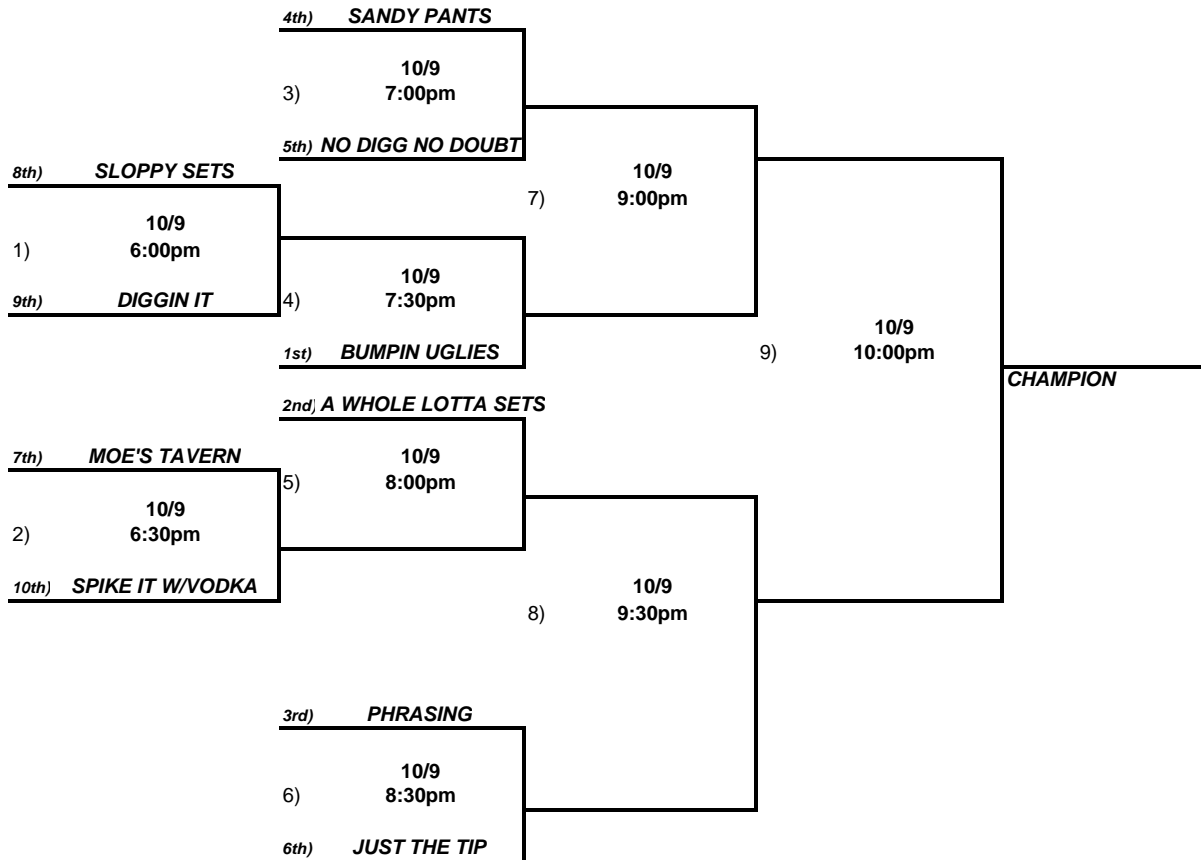 4th) SANDY PANTS
10/9
3) 7:00pm
5th) NO DIGG NO DOUBT
8th) SLOPPY SETS
10/9
7) 9:00pm
10/9
1) 6:00pm
10/9
9th) DIGGIN IT
4) 7:30pm
10/9
1st) BUMPIN UGLIES
9) 10:00pm
CHAMPION
2nd) A WHOLE LOTTA SETS
7th) MOE'S TAVERN
10/9
5) 8:00pm
10/9
2) 6:30pm
10th) SPIKE IT W/VODKA
10/9
8) 9:30pm
3rd) PHRASING
10/9
6) 8:30pm
6th) JUST THE TIP